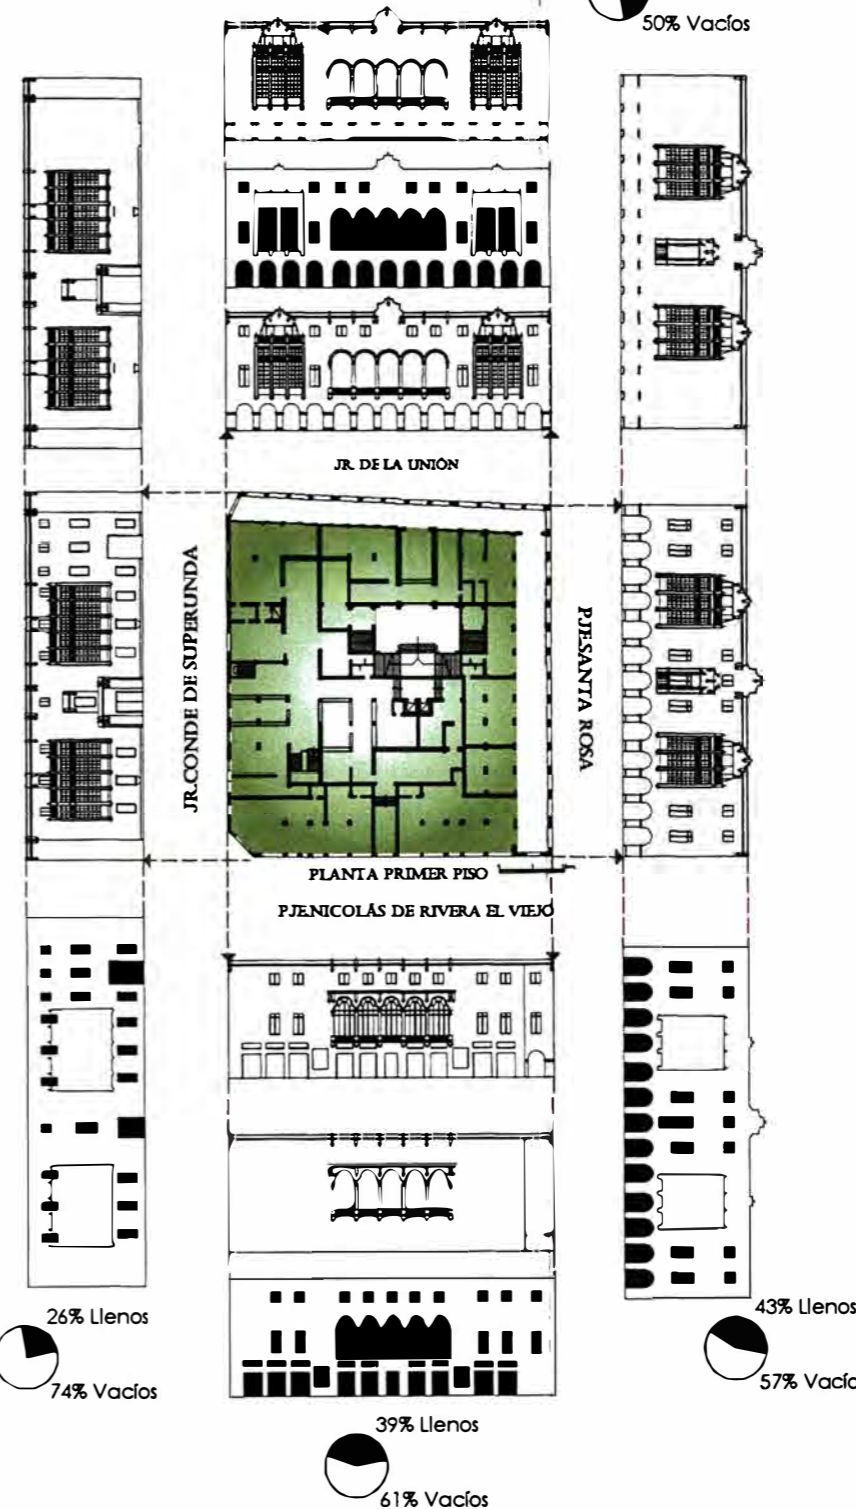 50% Vacíos
JR. DE LA UNIÓN
JR.CONDE DE SUPERUNDA
PJE.SANTA ROSA
PLANTA PRIMER PISO
PJE.NICOLÁS DE RIVERA EL VIEJO
26% Llenos
74% Vacíos
43% Llenos
57% Vacío
39% Llenos
61% Vacíos